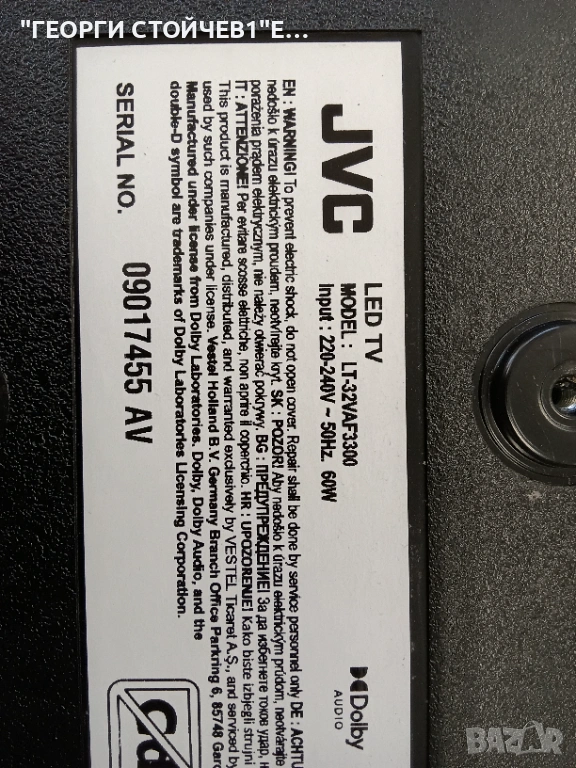 "ГЕОРГИ СТОЙЧЕВ1"Е...
JVC
LED TV
MODEL : LT-32VAF3300
Input : 220-240V ~ 50Hz. 60W
Dolby
AUDIO
EN : WARNING! To prevent electric shock, do not open cover. Repair shall be done by service personnel only DE : ACHTU
nedošlo k úrazu elektrickým proudem, neotvírejte kryt. SK : POZOR! Aby nedošlo k úrazu elektrickým prúdom, neotvárajte
porażenia prądem elektrycznym, nie należy otwierać pokrywy. BG : ПРЕДУПРЕЖДЕНИЕ! За да избегнете токов удар,
IT : ATTENZIONE! Per evitare scosse elettriche, non aprire il coperchio. HR : UPOZORENJE! Kako biste izbjegli strujni
This product is manufactured, distributed, and warranted exclusively by VESTEL Ticaret A.Ş., and serviced by
used by such companies under license. Vestel Holland B.V. Germany Branch Office Parkring 6, 85748 Garc
Manufactured under license from Dolby Laboratories. Dolby, Dolby Audio, and the
double-D symbol are trademarks of Dolby Laboratories Licensing Corporation.
SERIAL NO. 09017455 AV
Cd
BAZAR